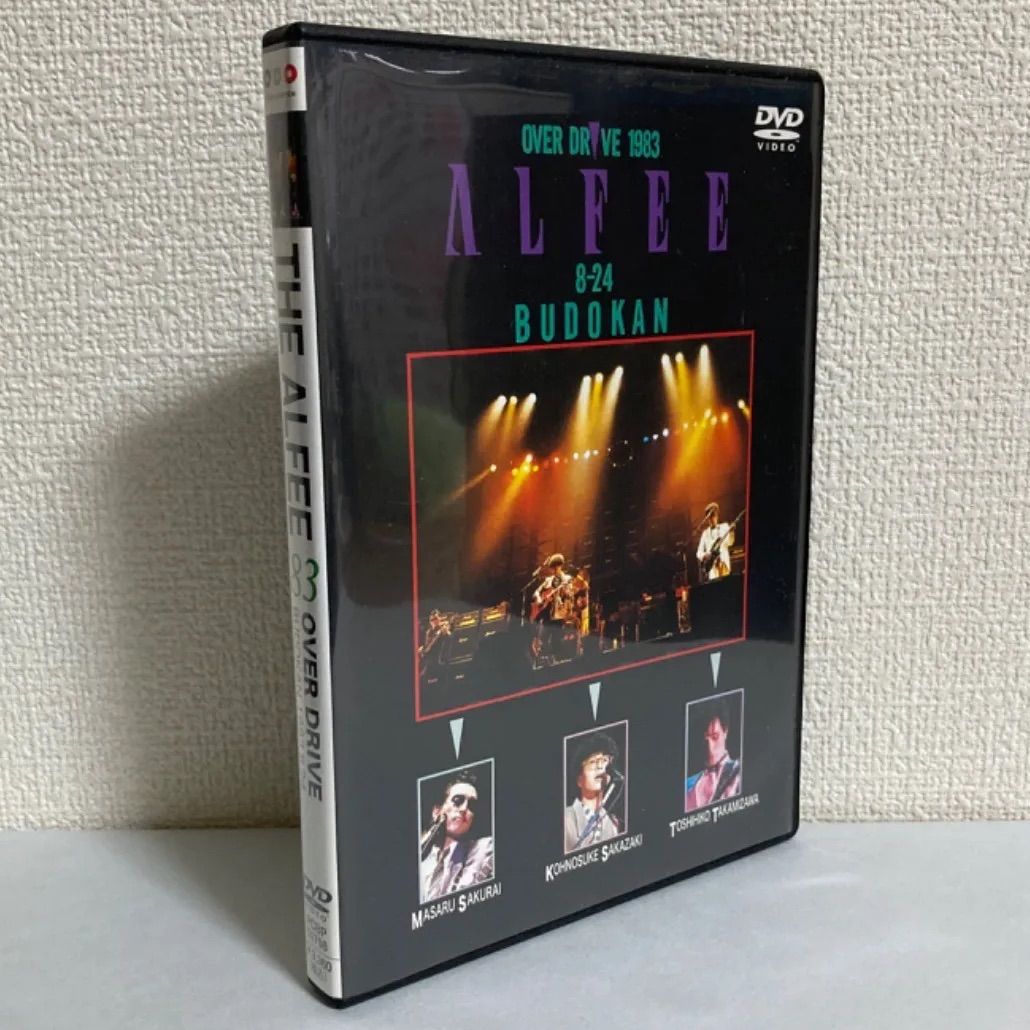 OVER DRIVE 1983
ALFEE
8-24
BUDOKAN
DVD
VIDEO
MASARU SAKURAI
KOHNOSUKE SAKAZAKI
TOSHIHIKO TAKAMIZAWA
THE ALFEE 83 OVER DRIVE
DVD